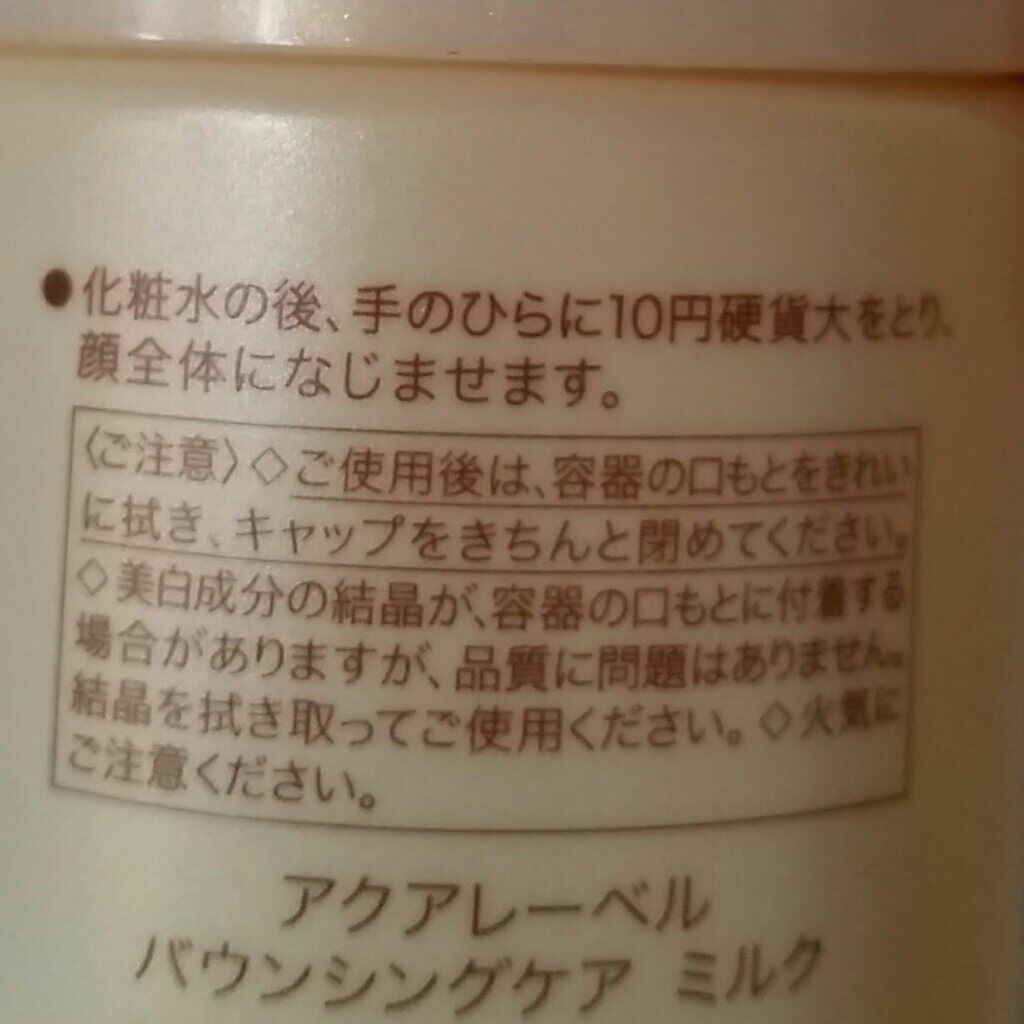 ●化粧水の後、手のひらに10円硬貨大をとり、
顔全体になじませます。
〈ご注意〉◇ご使用後は、容器の口もとをきれい
に拭き、キャップをきちんと閉めてください。
◇美白成分の結晶が、容器の口もとに付着する
場合がありますが、品質に問題はありません。
結晶を拭き取ってご使用ください。◇火気に
ご注意ください。
アクアレーベル
バウンシングケア ミルク